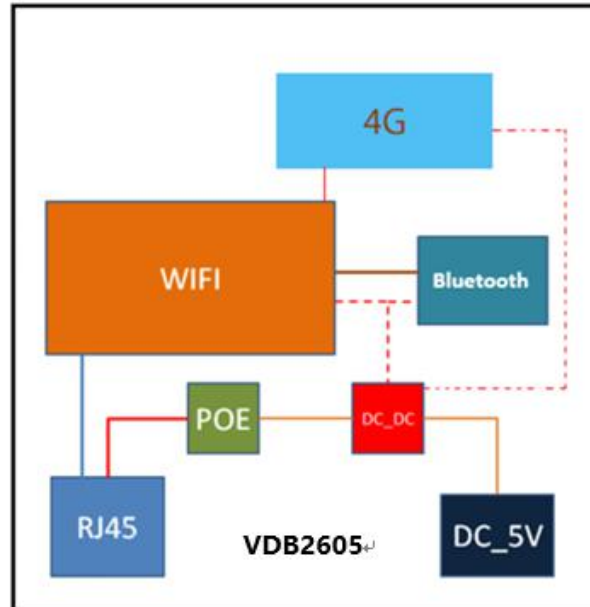 4G
WIFI
Bluetooth
POE
DC_DC
RJ45
VDB2605↵
DC_5V